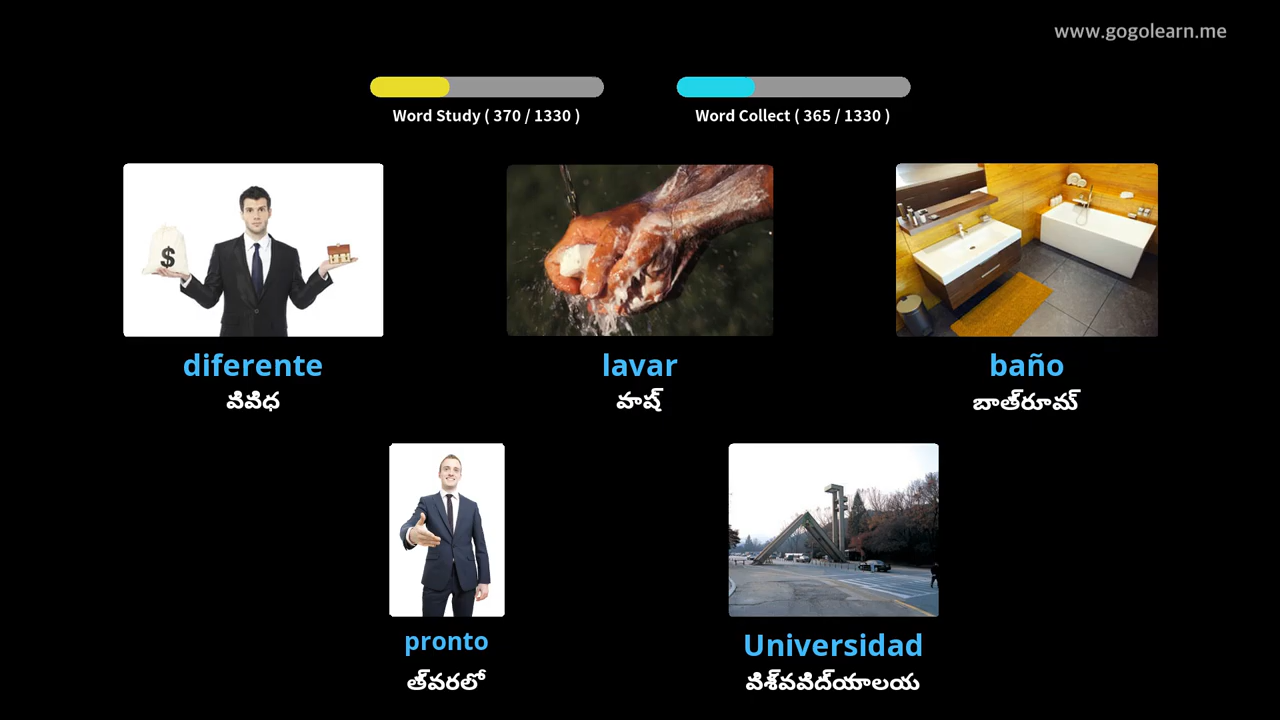 www.gogolearn.me
Word Study ( 370 / 1330 )
Word Collect ( 365 / 1330 )
$
diferente
lavar
baño
వివిధ
వాష్
బాత్‌రూమ్
pronto
Universidad
త్‌వరలో
విశ్‌వవిద్‌యాలయ